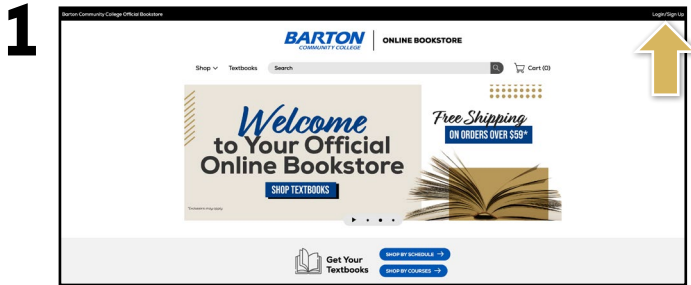 1
Barton Community College Official Bookstore
Login/Sign Up
BARTON
COMMUNITY COLLEGE
ONLINE BOOKSTORE
Shop
Textbooks
Search
Cart (0)
Welcome
to Your Official
Online Bookstore
SHOP TEXTBOOKS
Free Shipping
ON ORDERS OVER $59*
Get Your
Textbooks
SHOP BY SCHEDULE →
SHOP BY COURSES →